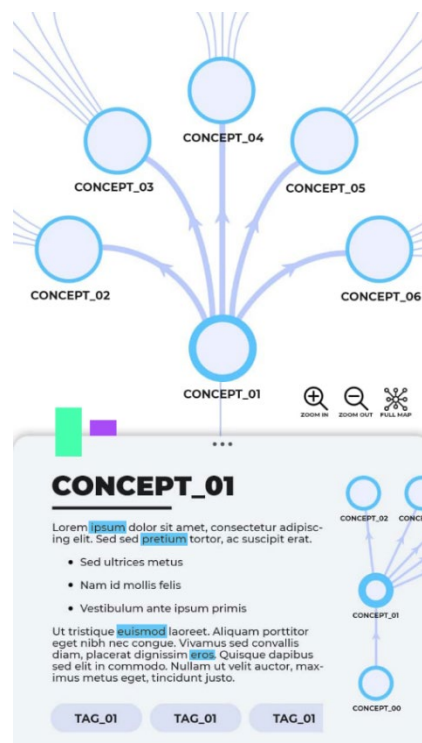 CONCEPT_04
CONCEPT_03
CONCEPT_05
CONCEPT_02
CONCEPT_06
CONCEPT_01
ZOOM IN
ZOOM OUT
FULL MAP
CONCEPT_01
Lorem ipsum dolor sit amet, consectetur adipisc-
ing elit. Sed sed pretium tortor, ac suscipit erat.
• Sed ultrices metus
• Nam id mollis felis
• Vestibulum ante ipsum primis
Ut tristique euismod laoreet. Aliquam porttitor
eget nibh nec congue. Vivamus sed convallis
diam, placerat dignissim eros. Quisque dapibus
sed elit in commodo. Nullam ut velit auctor, max-
imus metus eget, tincidunt justo.
TAG_01
TAG_01
TAG_01
CONCEPT_02
CONC
CONCEPT_01
CONCEPT_00